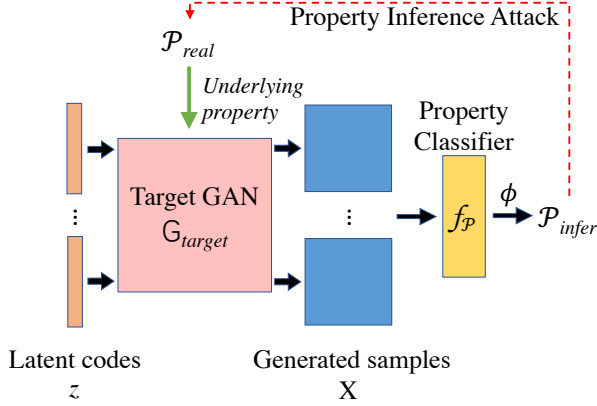 Property Inference Attack
𝒫real
Underlying
property
Property
Classifier
Target GAN
Gtarget
⋮
⋮
f𝒫
ϕ
𝒫infer
Latent codes
z
Generated samples
X